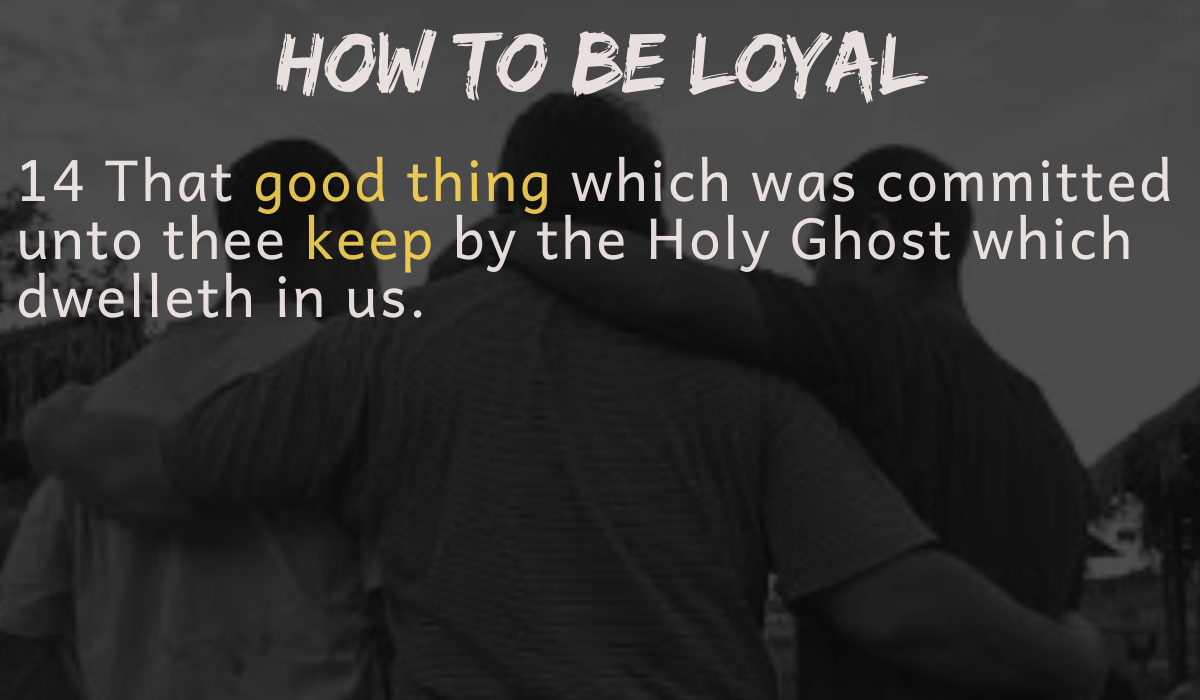 HOW TO BE LOYAL
14 That good thing which was committed
unto thee keep by the Holy Ghost which
dwelleth in us.